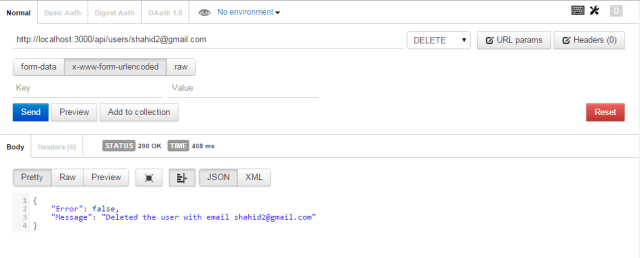 Normal Basic Auth Digest Auth OAuth 1.0 No environment 0
http://localhost:3000/api/users/shahid2@gmail.com DELETE URL params Headers (0)
form-data x-www-form-urlencoded raw
Key Value
Send Preview Add to collection Reset
Body Headers (6) STATUS 200 OK TIME 408 ms
Pretty Raw Preview JSON XML
1 {
2 "Error": false,
3 "Message": "Deleted the user with email shahid2@gmail.com"
4 }